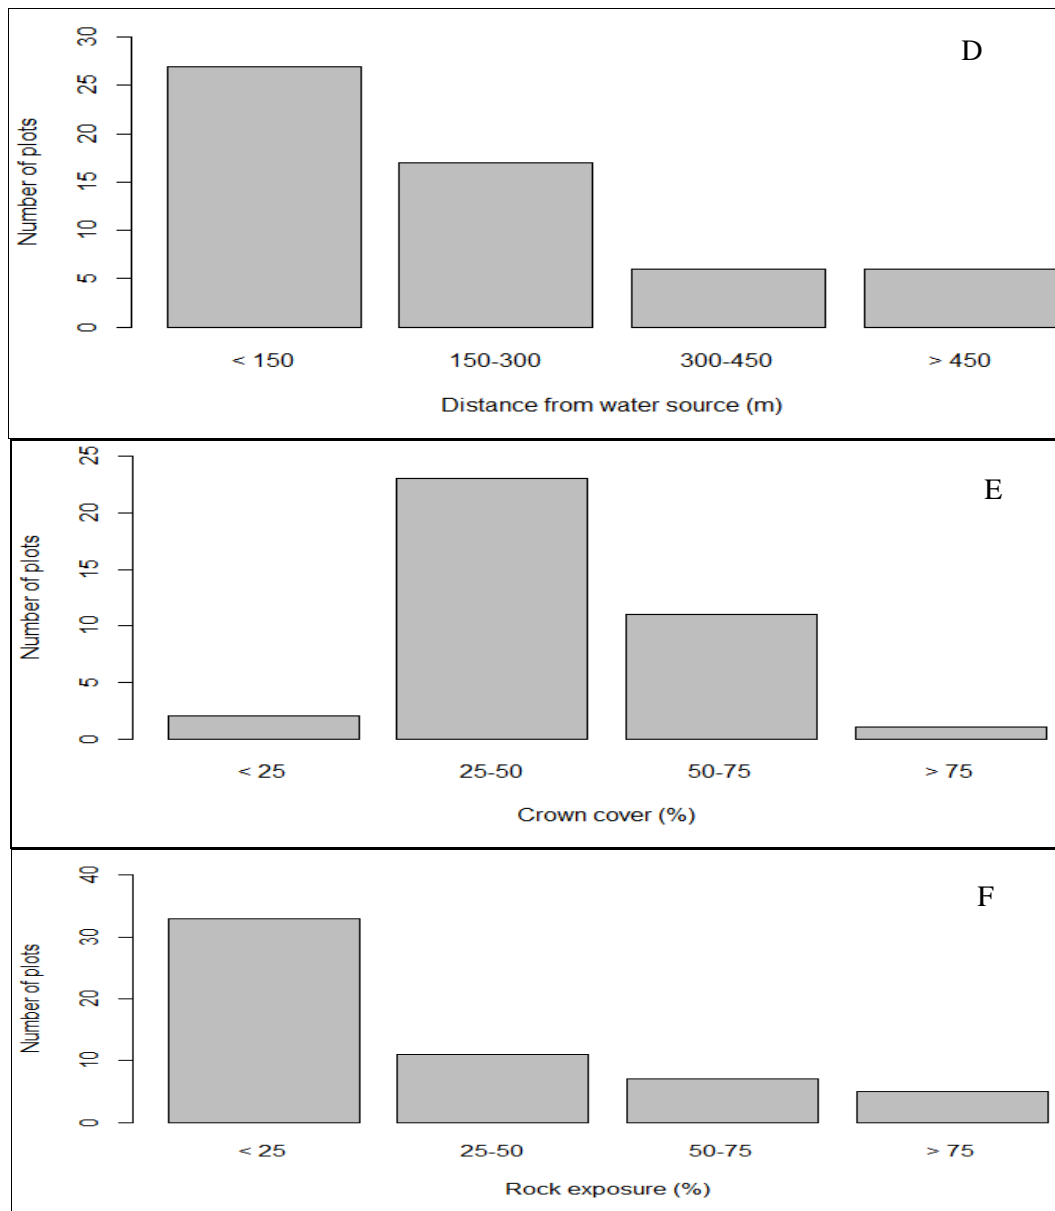 D
Number of plots
30
25
20
15
10
5
0
< 150 150-300 300-450 > 450
Distance from water source (m)
E
Number of plots
25
20
15
10
5
0
< 25 25-50 50-75 > 75
Crown cover (%)
F
Number of plots
40
30
20
10
0
< 25 25-50 50-75 > 75
Rock exposure (%)